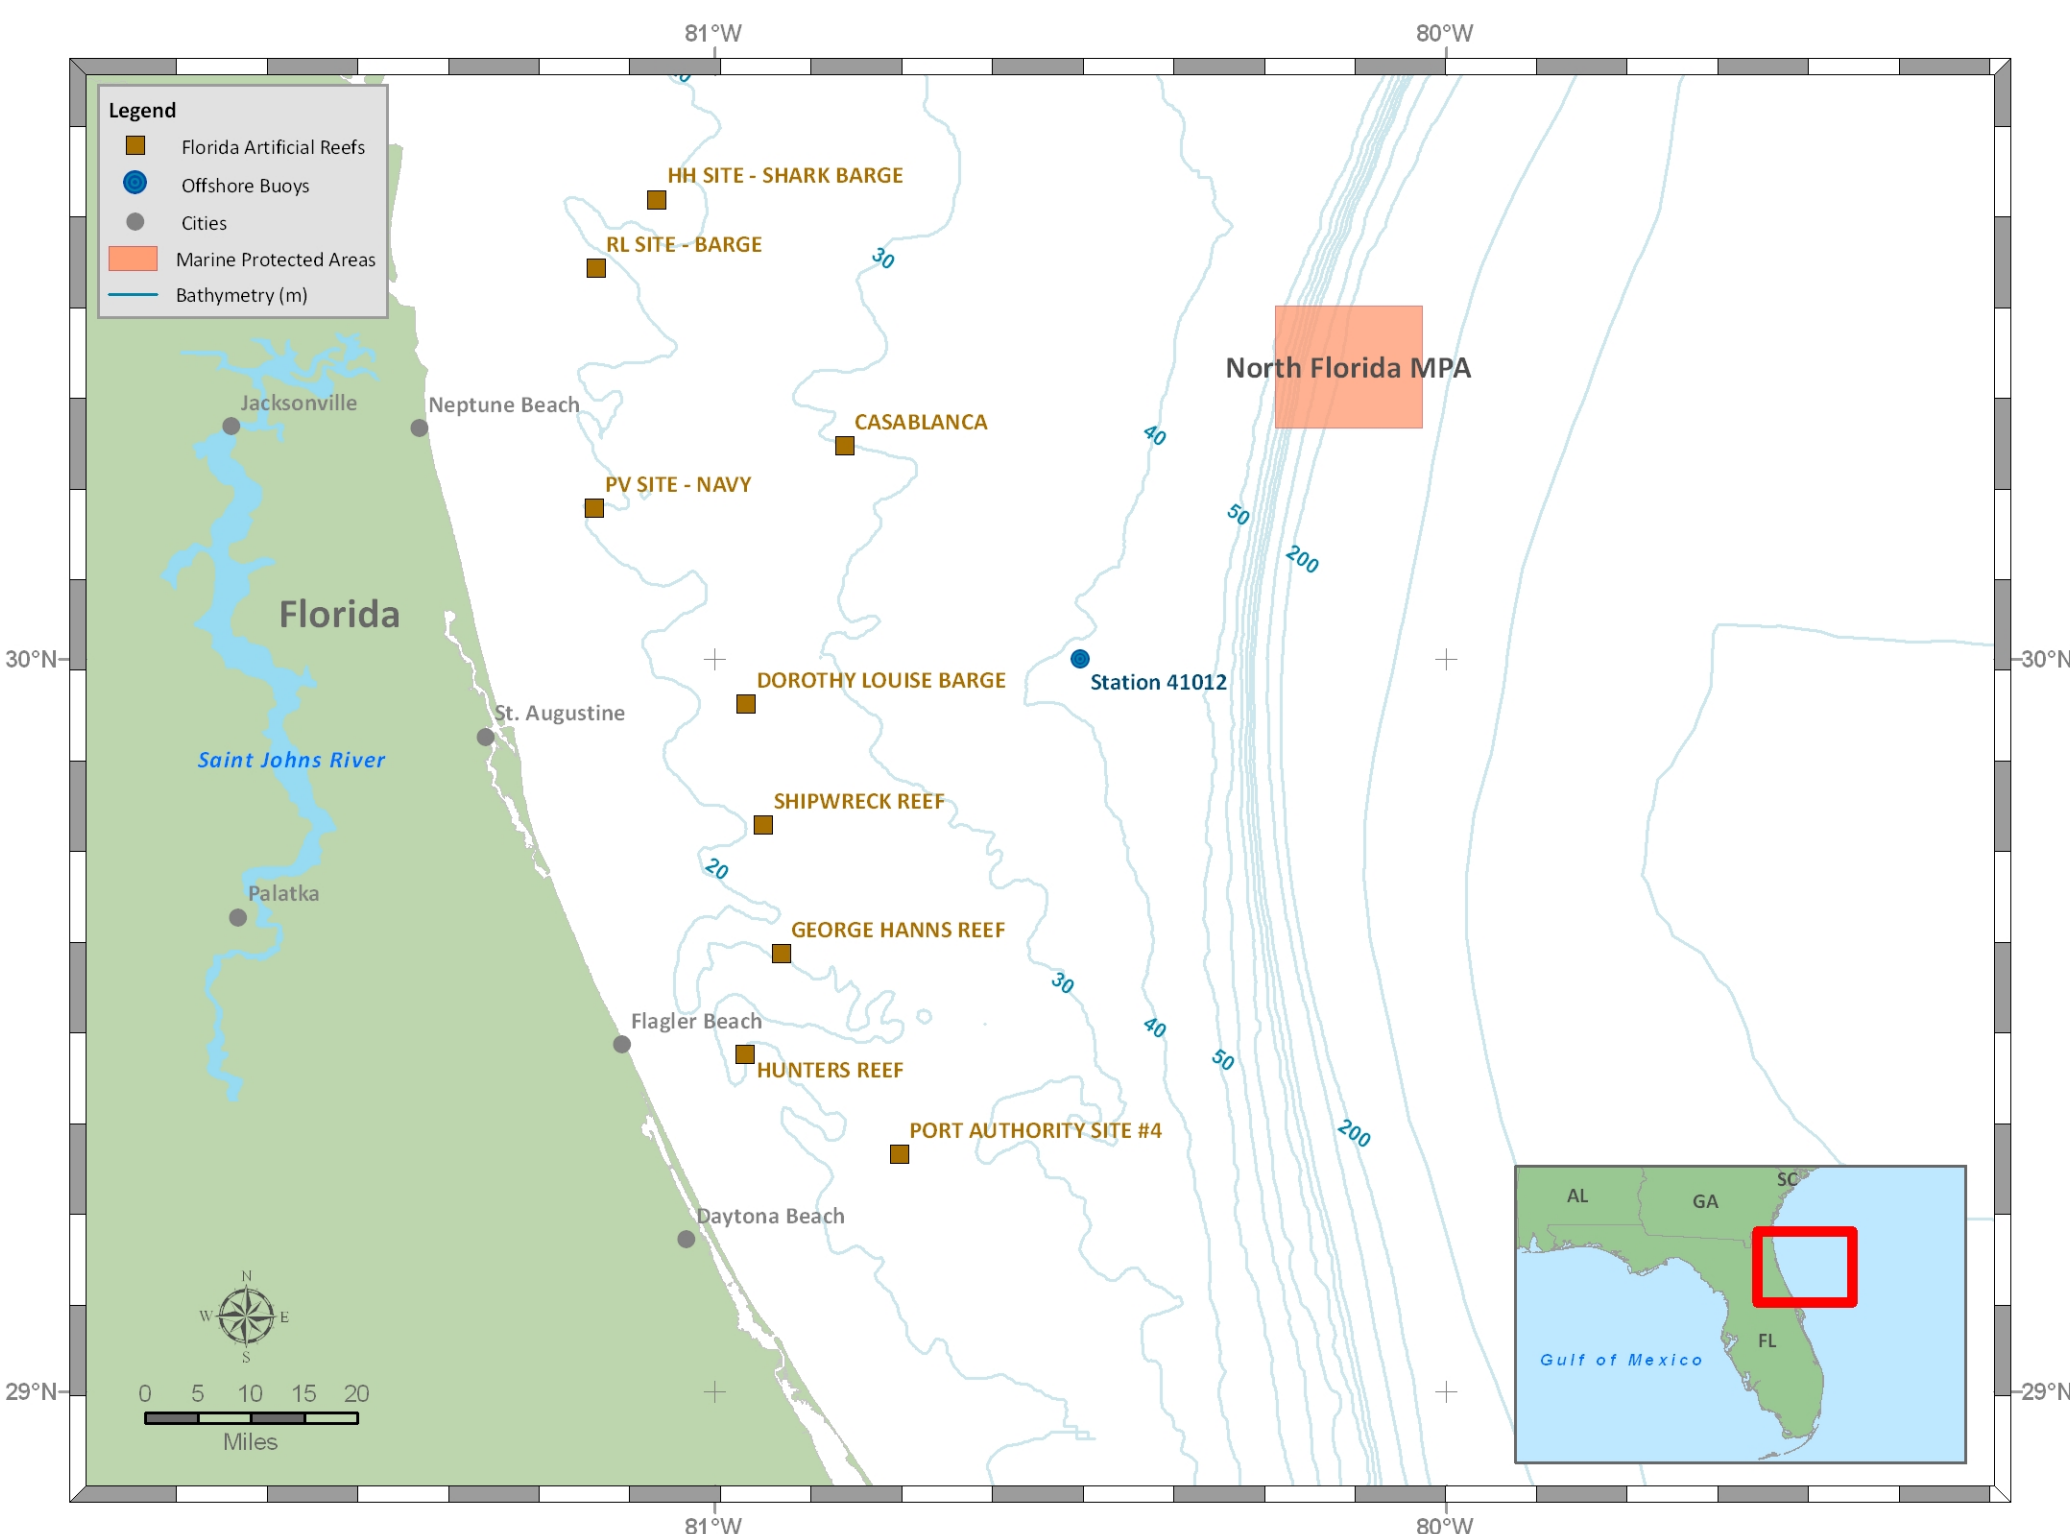 81°W
80°W
Legend
Florida Artificial Reefs
Offshore Buoys
Cities
Marine Protected Areas
Bathymetry (m)
HH SITE - SHARK BARGE
RL SITE - BARGE
30
North Florida MPA
Jacksonville
Neptune Beach
CASABLANCA
40
PV SITE - NAVY
50
200
Florida
30°N
30°N
DOROTHY LOUISE BARGE
Station 41012
St. Augustine
Saint Johns River
SHIPWRECK REEF
20
Palatka
GEORGE HANNS REEF
30
Flagler Beach
40
50
HUNTERS REEF
PORT AUTHORITY SITE #4
200
Daytona Beach
AL
GA
SC
FL
Gulf of Mexico
N
W
E
S
0 5 10 15 20
Miles
29°N
29°N
81°W
80°W